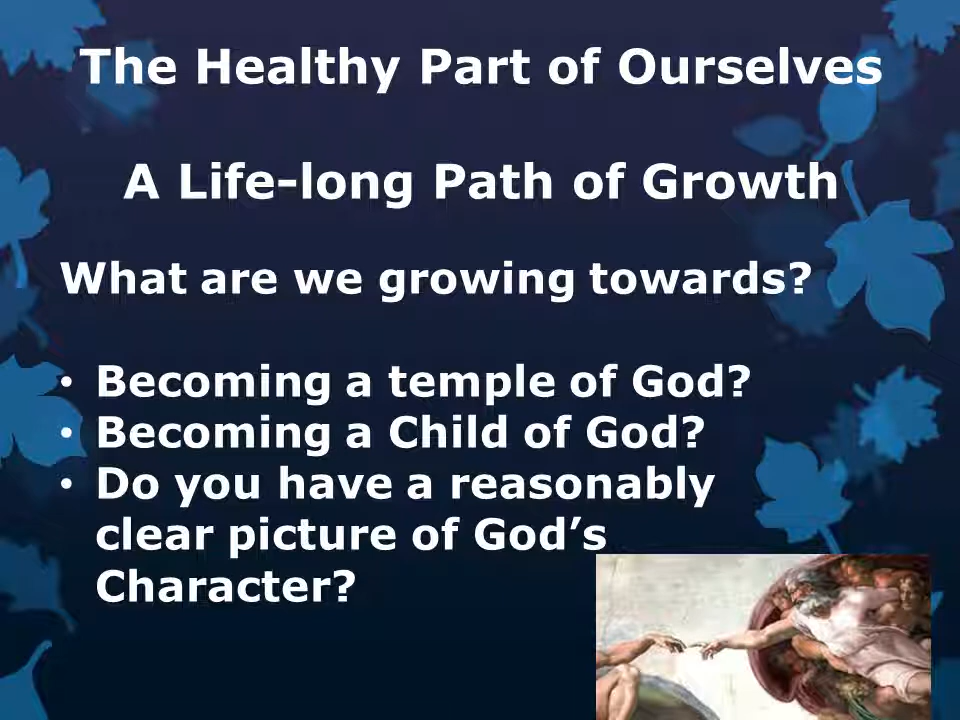 The Healthy Part of Ourselves
A Life-long Path of Growth
What are we growing towards?
• Becoming a temple of God?
• Becoming a Child of God?
• Do you have a reasonably
clear picture of God’s
Character?